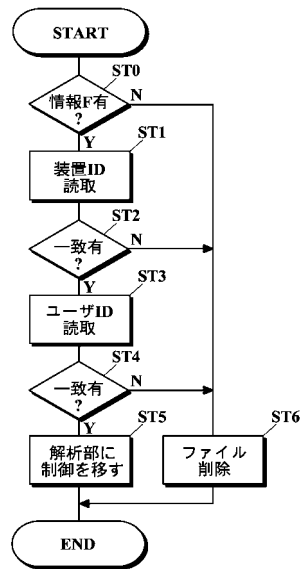 START
ST0
情報F有
?
N
Y
ST1
装置ID
読取
ST2
一致有
?
N
Y
ST3
ユーザID
読取
ST4
一致有
?
N
Y
ST5
解析部に
制御を移す
ST6
ファイル
削除
END